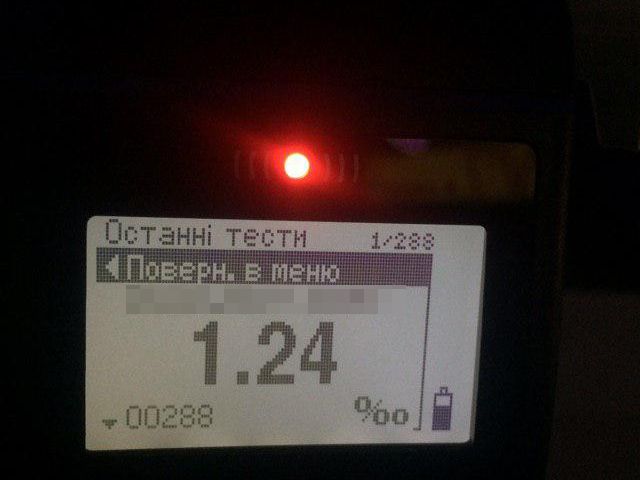 Останні тести 1/288
Поверн. в меню
1.24
00288 ‰